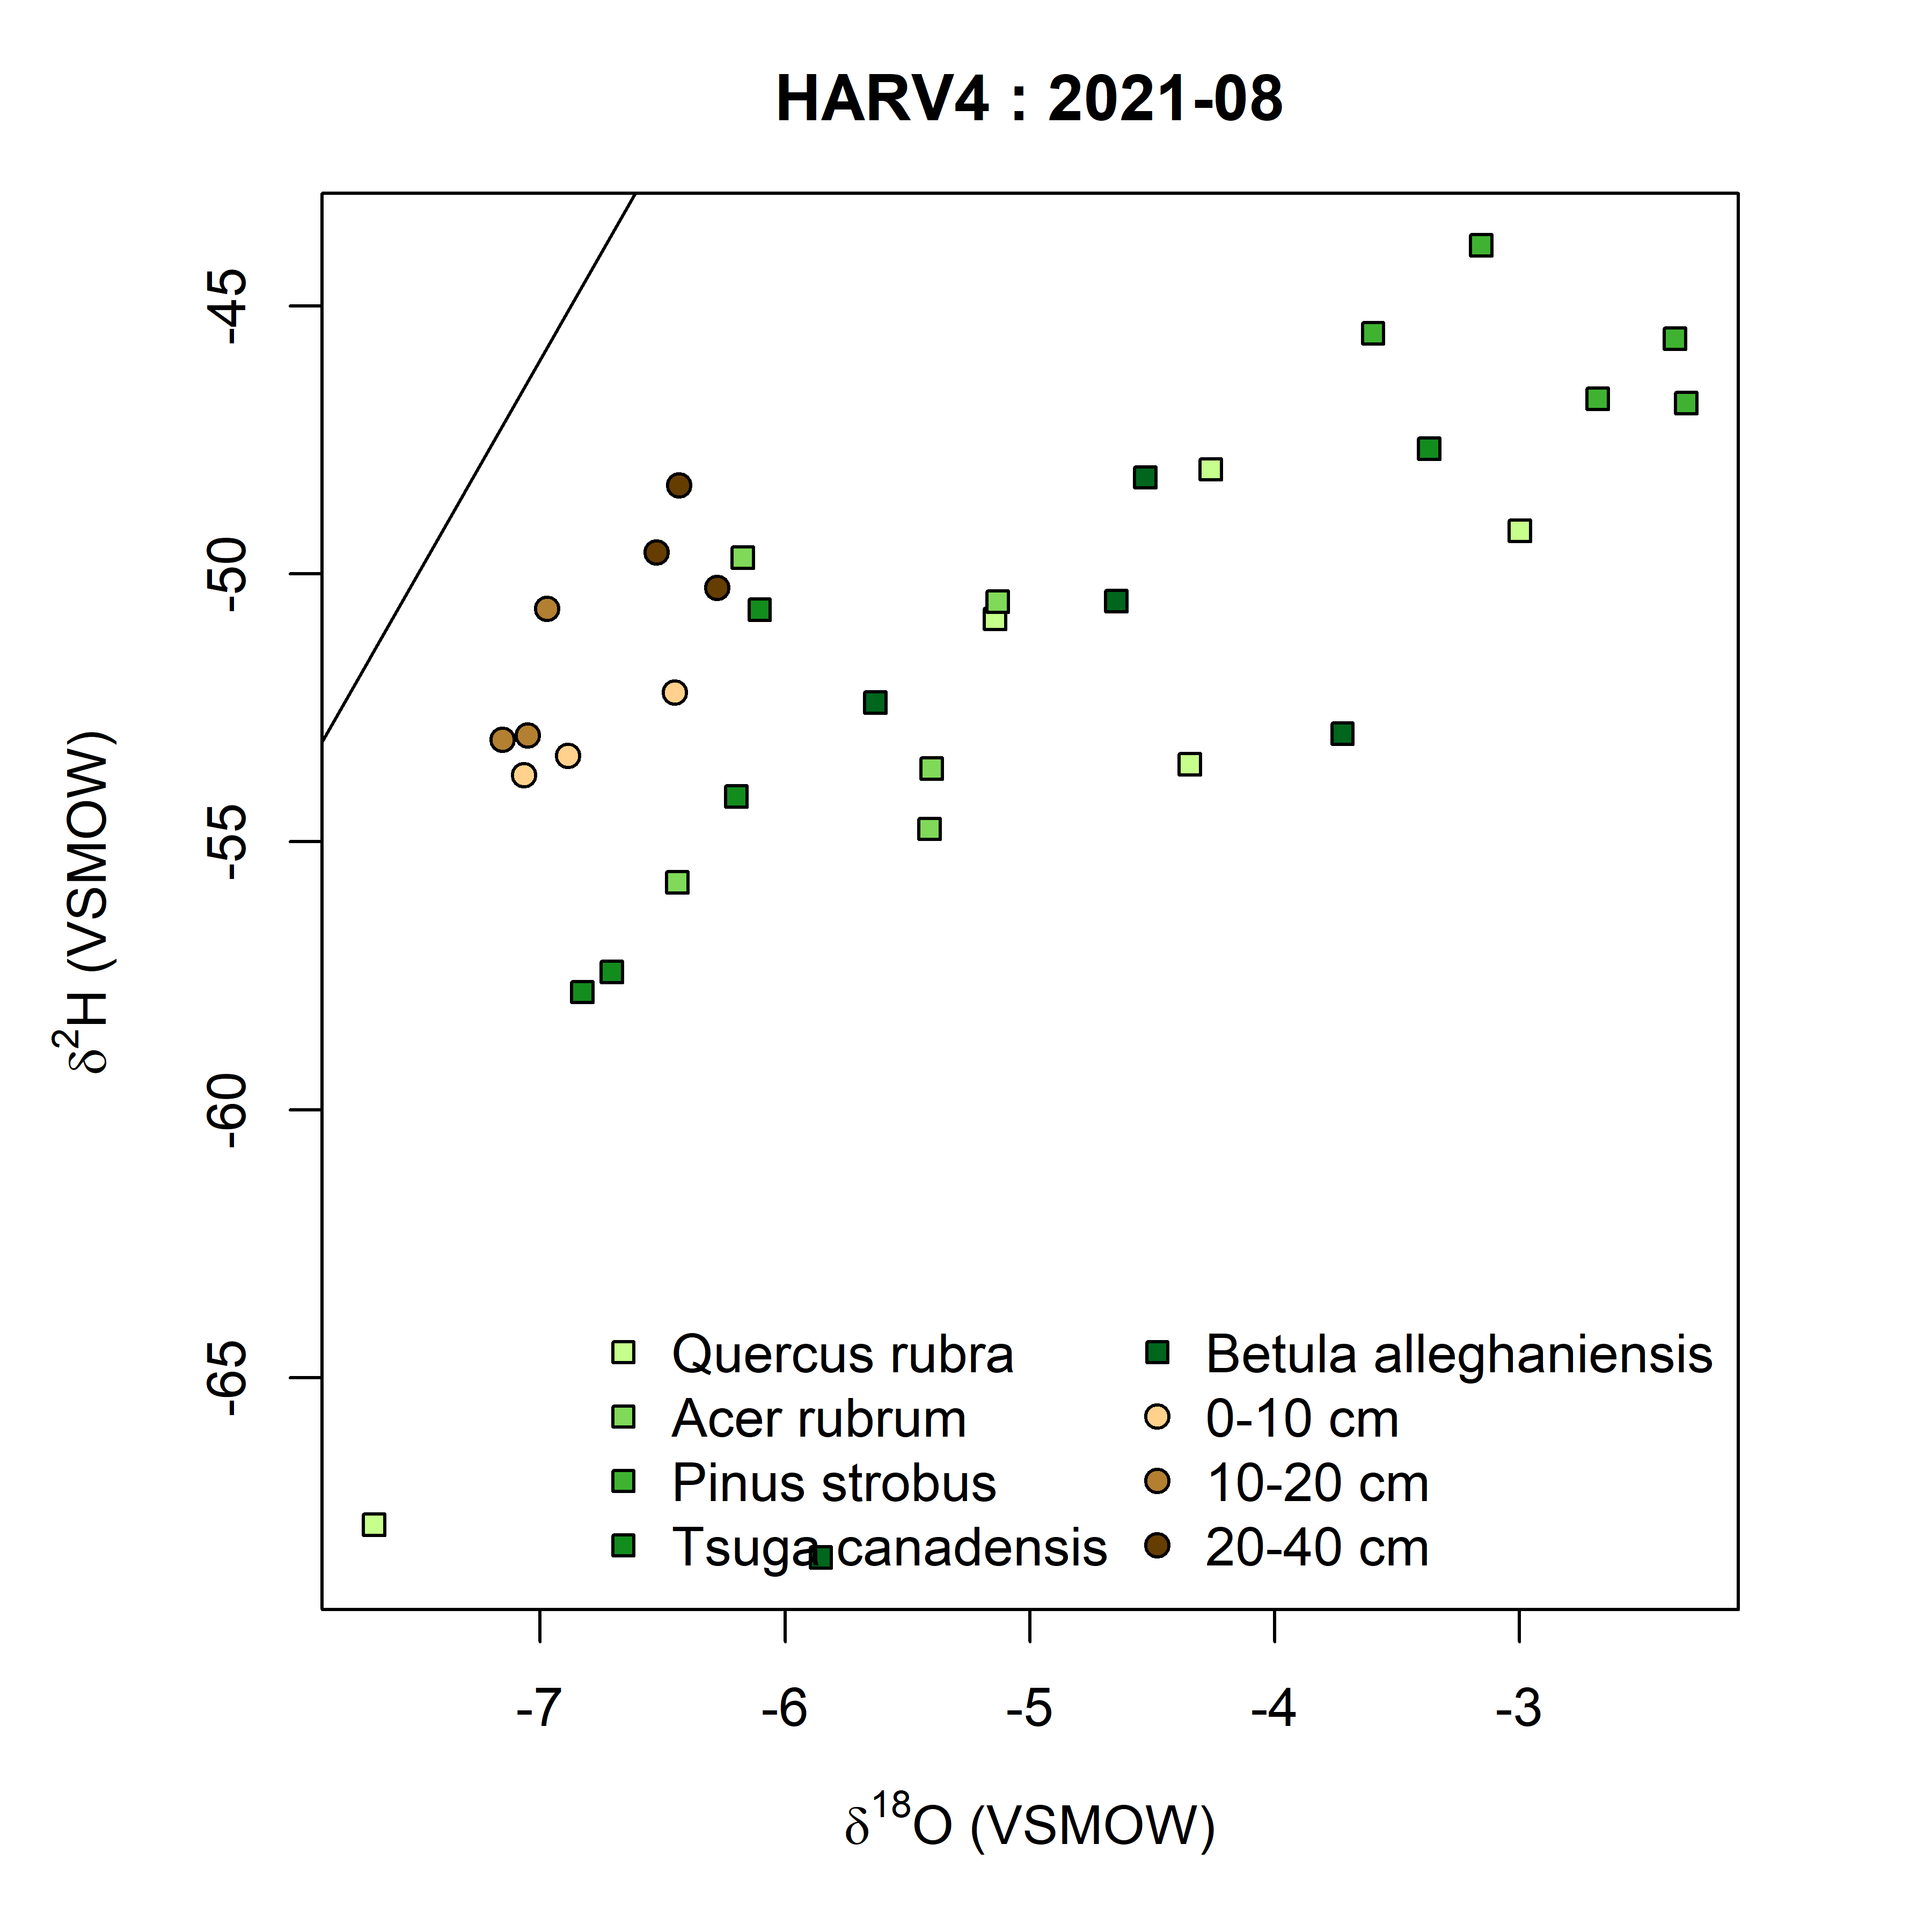 HARV4 : 2021-08
-45
-50
-55
-60
-65
δ²H (VSMOW)
Quercus rubra
Acer rubrum
Pinus strobus
Tsuga canadensis
Betula alleghaniensis
0-10 cm
10-20 cm
20-40 cm
-7 -6 -5 -4 -3
δ¹⁸O (VSMOW)